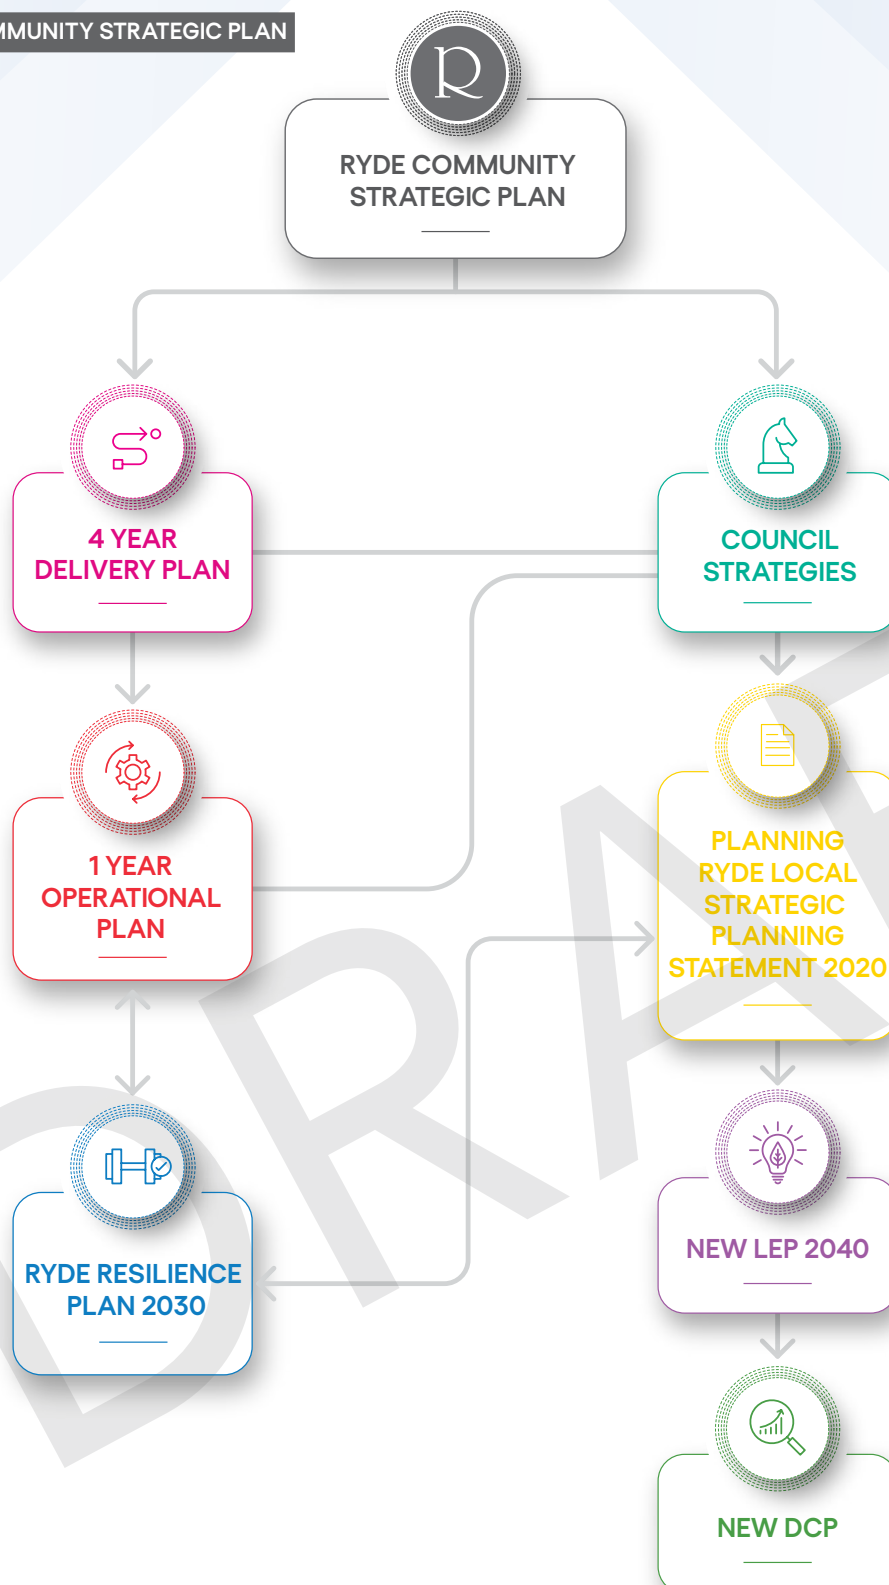 MMUNITY STRATEGIC PLAN
R
RYDE COMMUNITY
STRATEGIC PLAN
4 YEAR
DELIVERY PLAN
COUNCIL
STRATEGIES
1 YEAR
OPERATIONAL
PLAN
PLANNING
RYDE LOCAL
STRATEGIC
PLANNING
STATEMENT 2020
RYDE RESILIENCE
PLAN 2030
NEW LEP 2040
NEW DCP
DRAF